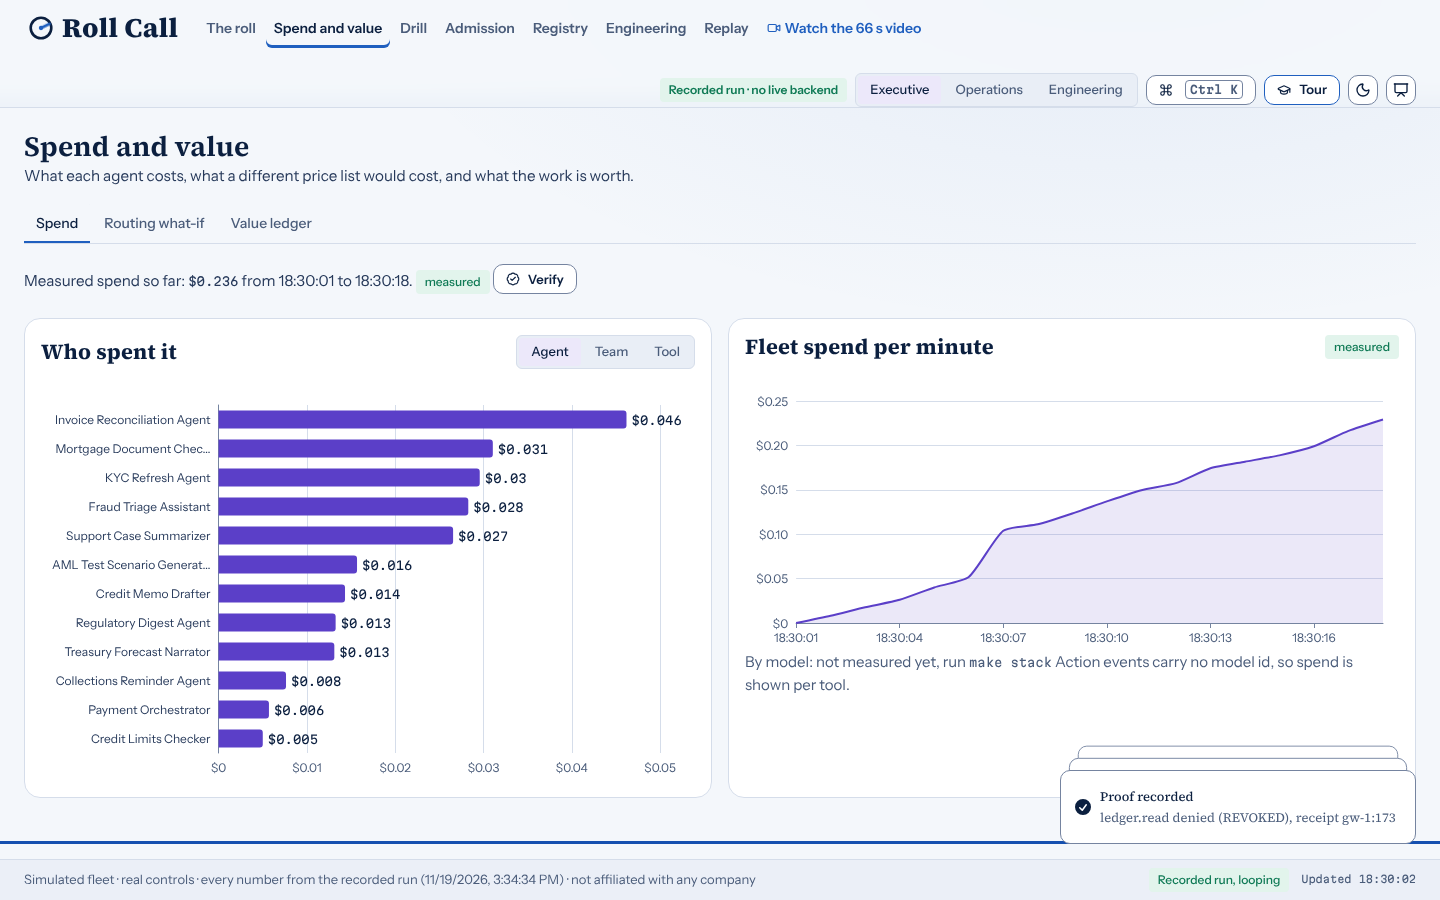 Roll Call
The roll
Spend and value
Drill
Admission
Registry
Engineering
Replay
Watch the 66 s video
Recorded run · no live backend
Executive
Operations
Engineering
⌘ Ctrl K
Tour
Spend and value
What each agent costs, what a different price list would cost, and what the work is worth.
Spend
Routing what-if
Value ledger
Measured spend so far: $0.236 from 18:30:01 to 18:30:18. measured
Verify
Who spent it
Agent
Team
Tool
Invoice Reconciliation Agent $0.046
Mortgage Document Chec... $0.031
KYC Refresh Agent $0.03
Fraud Triage Assistant $0.028
Support Case Summarizer $0.027
AML Test Scenario Generat... $0.016
Credit Memo Drafter $0.014
Regulatory Digest Agent $0.013
Treasury Forecast Narrator $0.013
Collections Reminder Agent $0.008
Payment Orchestrator $0.006
Credit Limits Checker $0.005
$0 $0.01 $0.02 $0.03 $0.04 $0.05
Fleet spend per minute
measured
$0.25
$0.20
$0.15
$0.10
$0.05
$0
18:30:01 18:30:04 18:30:07 18:30:10 18:30:13 18:30:16
By model: not measured yet, run make stack Action events carry no model id, so spend is
shown per tool.
Proof recorded
ledger.read denied (REVOKED), receipt gw-1:173
Simulated fleet · real controls · every number from the recorded run (11/19/2026, 3:34:34 PM) · not affiliated with any company
Recorded run, looping
Updated 18:30:02